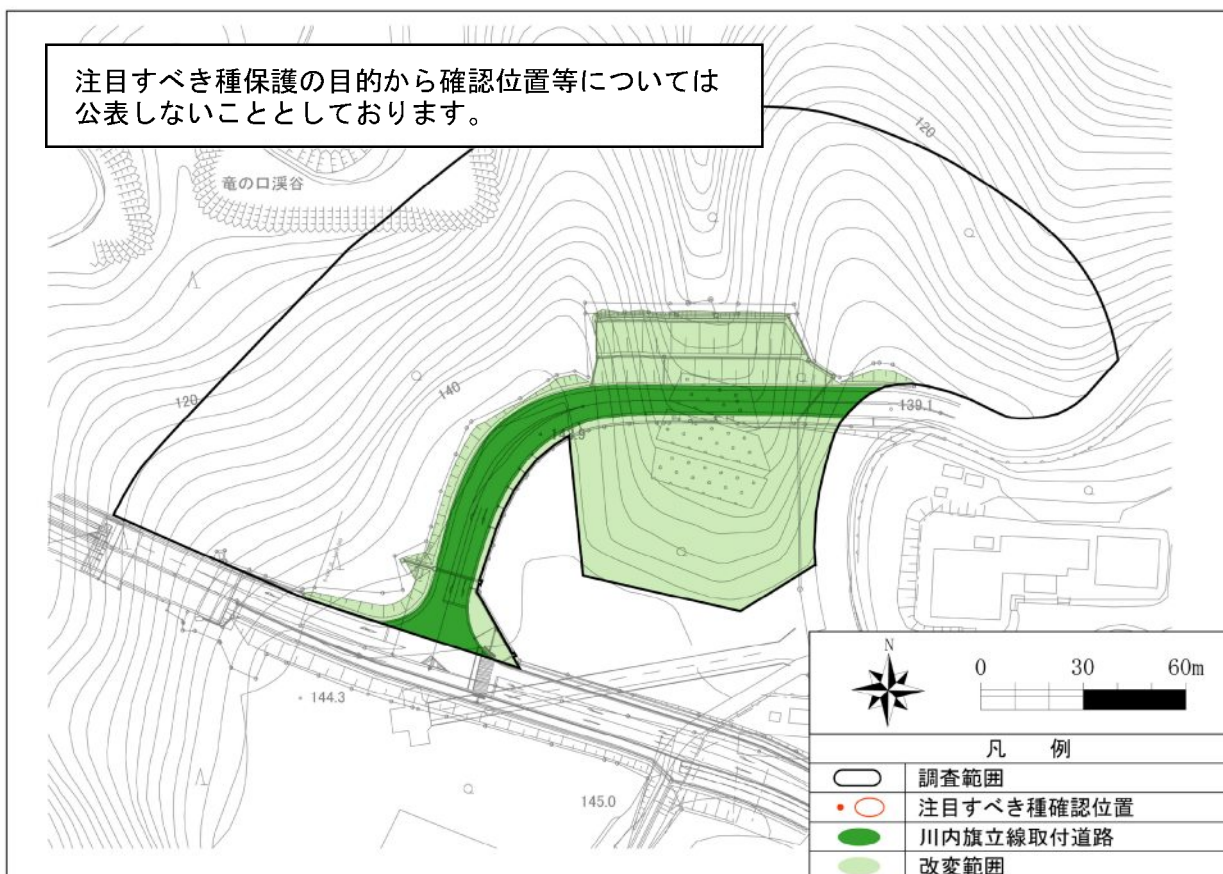 注目すべき種保護の目的から確認位置等については
公表しないこととしております。
竜の口渓谷
120
140
120
139.1
144.3
145.0
N
0 30 60m
凡 例
調査範囲
注目すべき種確認位置
川内旗立線取付道路
改変範囲